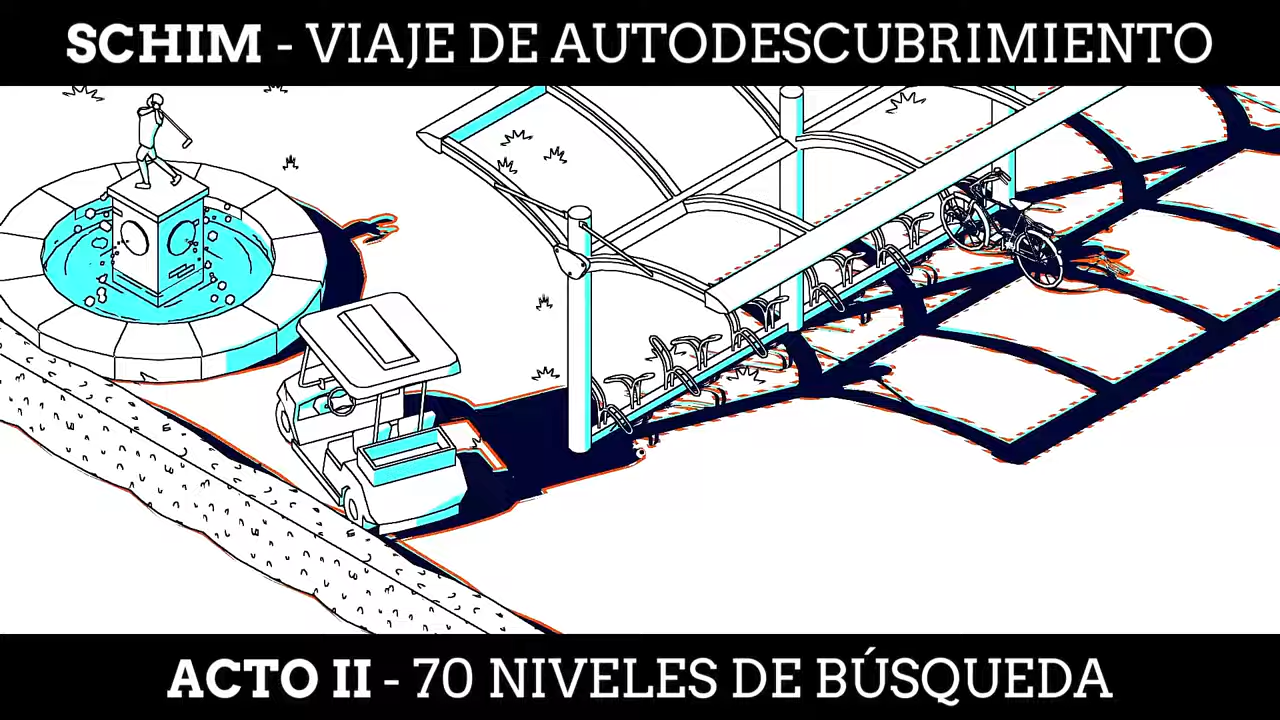 SCHIM - VIAJE DE AUTODESCUBRIMIENTO
ACTO II - 70 NIVELES DE BÚSQUEDA